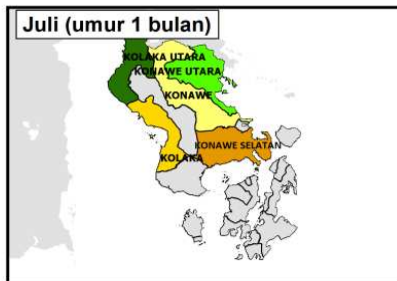 Juli (umur 1 bulan)
KOLAKA UTARA
KONAWE UTARA
KONAWE
KONAWE SELATAN
KOLAKA